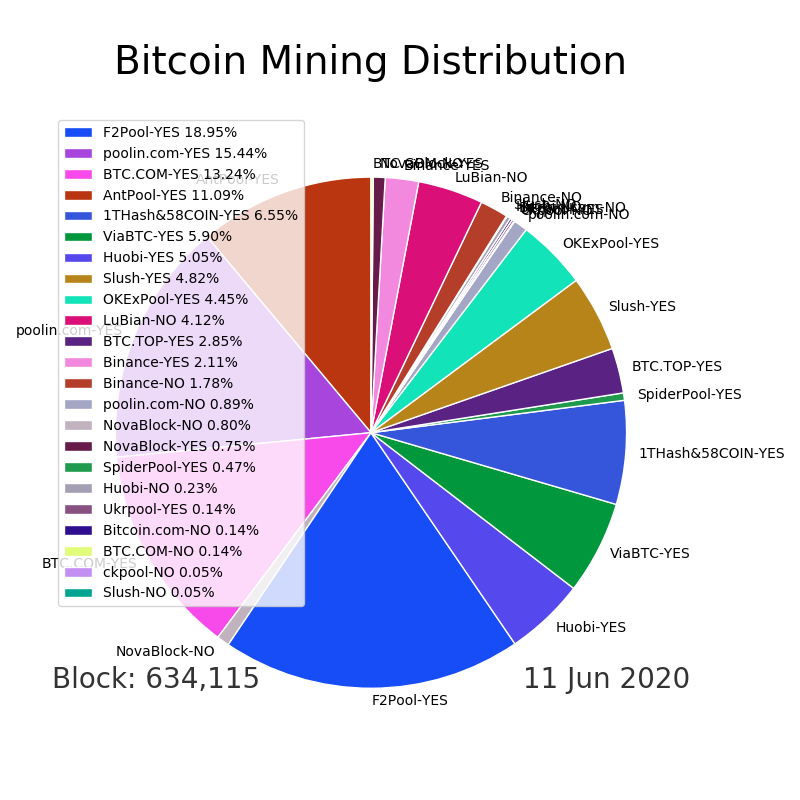 Bitcoin Mining Distribution
F2Pool-YES 18.95%
poolin.com-YES 15.44%
BTC.COM-YES 13.24%
AntPool-YES 11.09%
1THash&58COIN-YES 6.55%
ViaBTC-YES 5.90%
Huobi-YES 5.05%
Slush-YES 4.82%
OKExPool-YES 4.45%
LuBian-NO 4.12%
BTC.TOP-YES 2.85%
Binance-YES 2.11%
Binance-NO 1.78%
poolin.com-NO 0.89%
NovaBlock-NO 0.80%
NovaBlock-YES 0.75%
SpiderPool-YES 0.47%
Huobi-NO 0.23%
Ukrpool-YES 0.14%
Bitcoin.com-NO 0.14%
BTC.COM-NO 0.14%
ckpool-NO 0.05%
Slush-NO 0.05%
BTC.COM-NO
NovaBlock-YES
Binance-YES
LuBian-NO
Binance-NO
poolin.com-NO
OKExPool-YES
Slush-YES
BTC.TOP-YES
SpiderPool-YES
1THash&58COIN-YES
ViaBTC-YES
Huobi-YES
F2Pool-YES
NovaBlock-NO
BTC.COM-YES
poolin.com-YES
AntPool-YES
Block: 634,115
11 Jun 2020